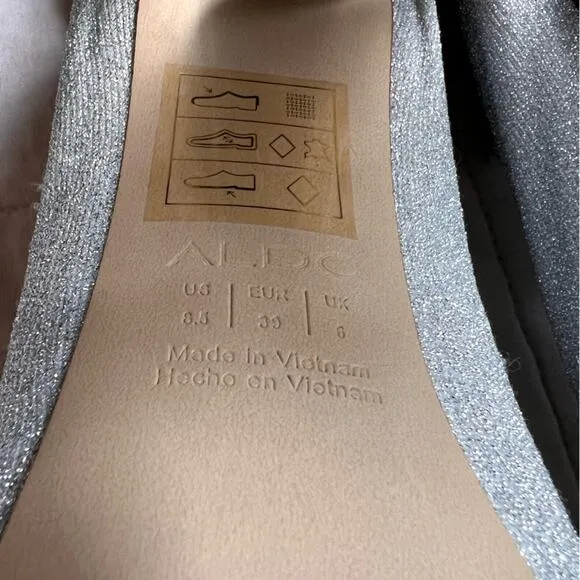 ALDO
US | EUR | UK
8.5 | 39 | 6
Made in Vietnam
Hecho en Vietnam